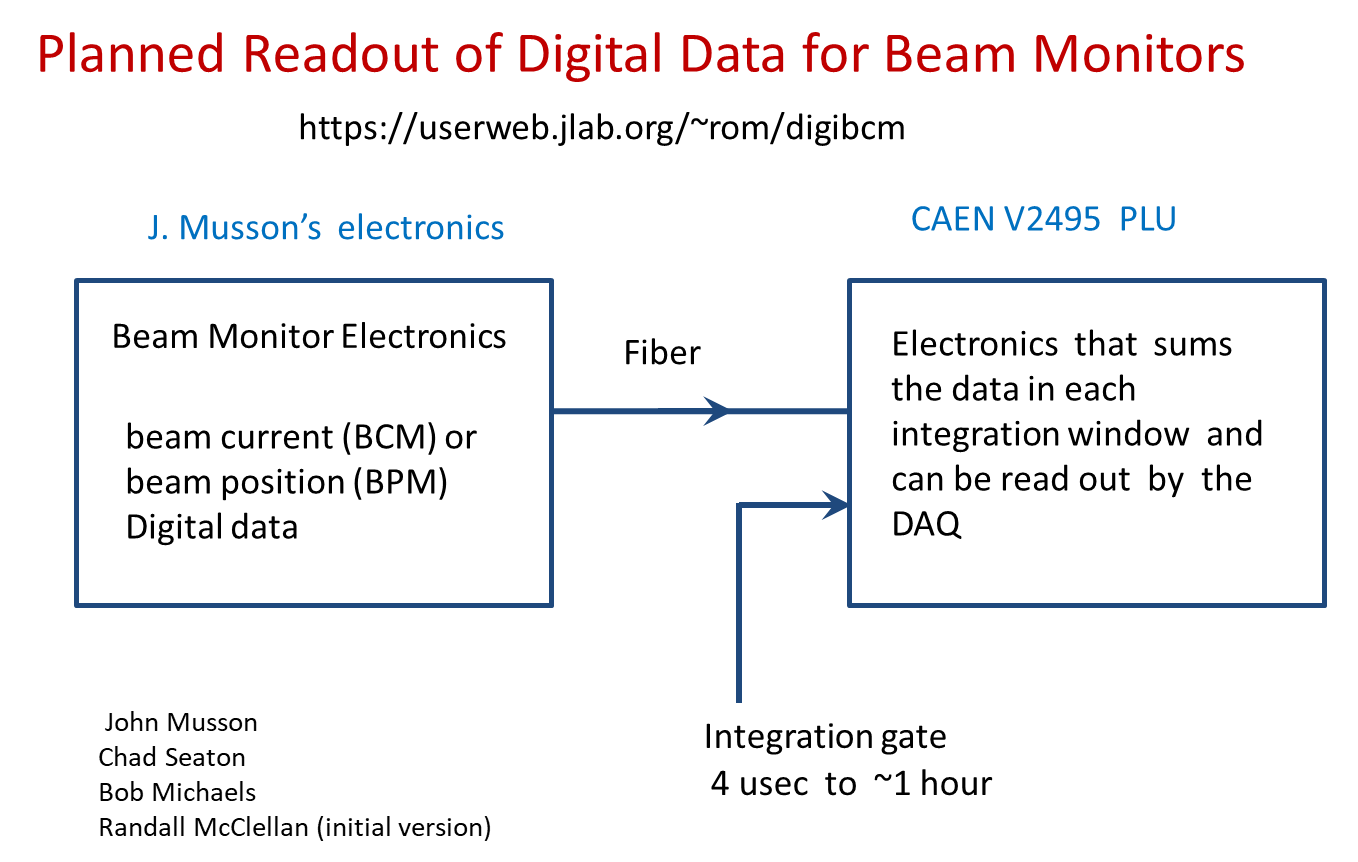 Planned Readout of Digital Data for Beam Monitors
https://userweb.jlab.org/~rom/digibcm
J. Musson's electronics
CAEN V2495 PLU
Beam Monitor Electronics
beam current (BCM) or
beam position (BPM)
Digital data
Fiber
Electronics that sums
the data in each
integration window and
can be read out by the
DAQ
Integration gate
4 usec to ~1 hour
John Musson
Chad Seaton
Bob Michaels
Randall McClellan (initial version)